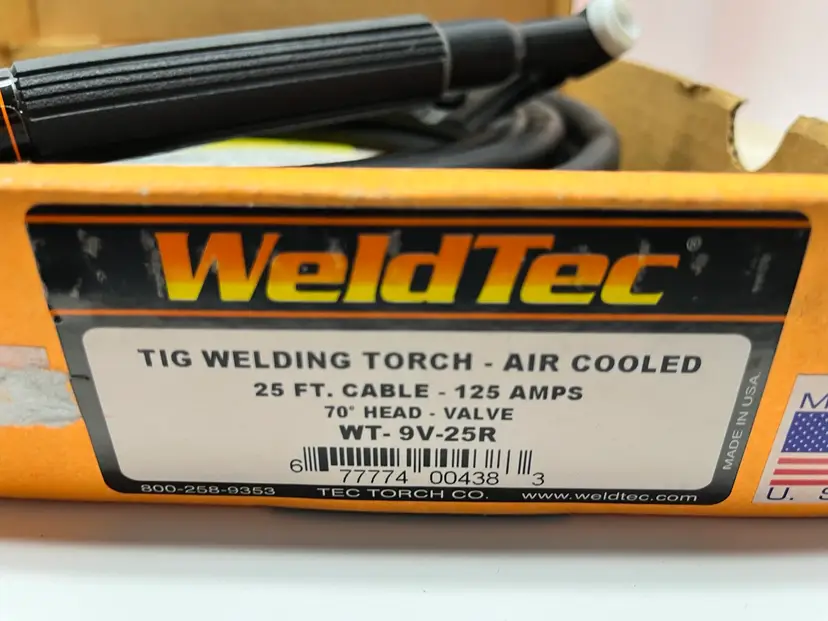 WeldTec®
TIG WELDING TORCH - AIR COOLED
25 FT. CABLE - 125 AMPS
70° HEAD - VALVE
WT- 9V-25R
6 77774 00438 3
800-258-9353 TEC TORCH CO. www.weldtec.com
MADE IN USA
U. S